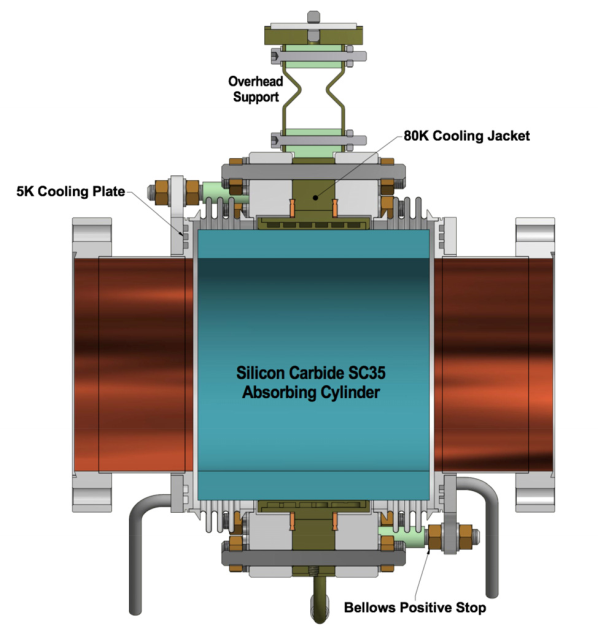 Overhead
Support
80K Cooling Jacket
5K Cooling Plate
Silicon Carbide SC35
Absorbing Cylinder
Bellows Positive Stop